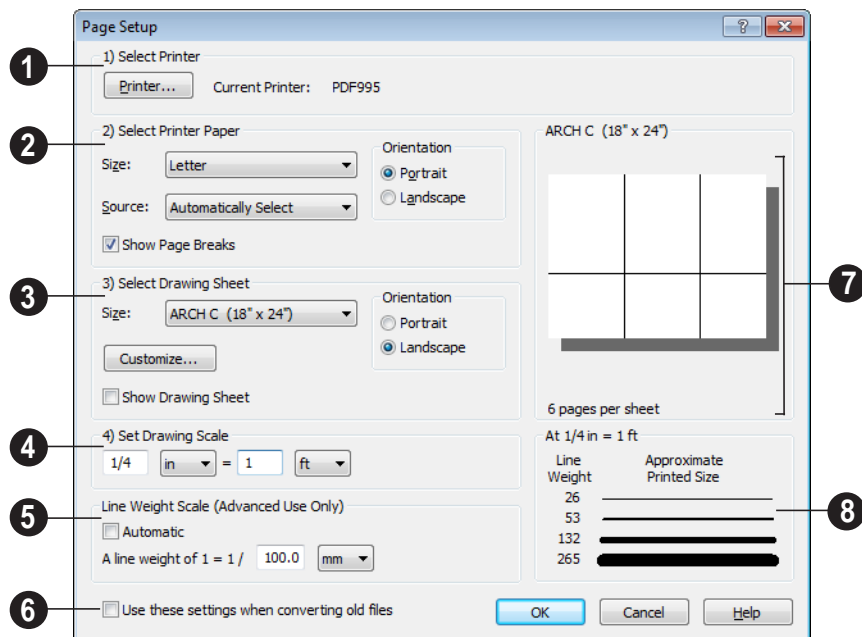 Page Setup
1
1) Select Printer
Printer... Current Printer: PDF995
2
2) Select Printer Paper
Size: Letter
Source: Automatically Select
Orientation
Portrait
Landscape
Show Page Breaks
3
3) Select Drawing Sheet
Size: ARCH C (18" x 24")
Orientation
Portrait
Landscape
Customize...
Show Drawing Sheet
ARCH C (18" x 24")
7
6 pages per sheet
4
4) Set Drawing Scale
1/4 in = 1 ft
5
Line Weight Scale (Advanced Use Only)
Automatic
A line weight of 1 = 1 / 100.0 mm
At 1/4 in = 1 ft
Line Approximate
Weight Printed Size
26
53
132
265
8
6
Use these settings when converting old files
OK Cancel Help